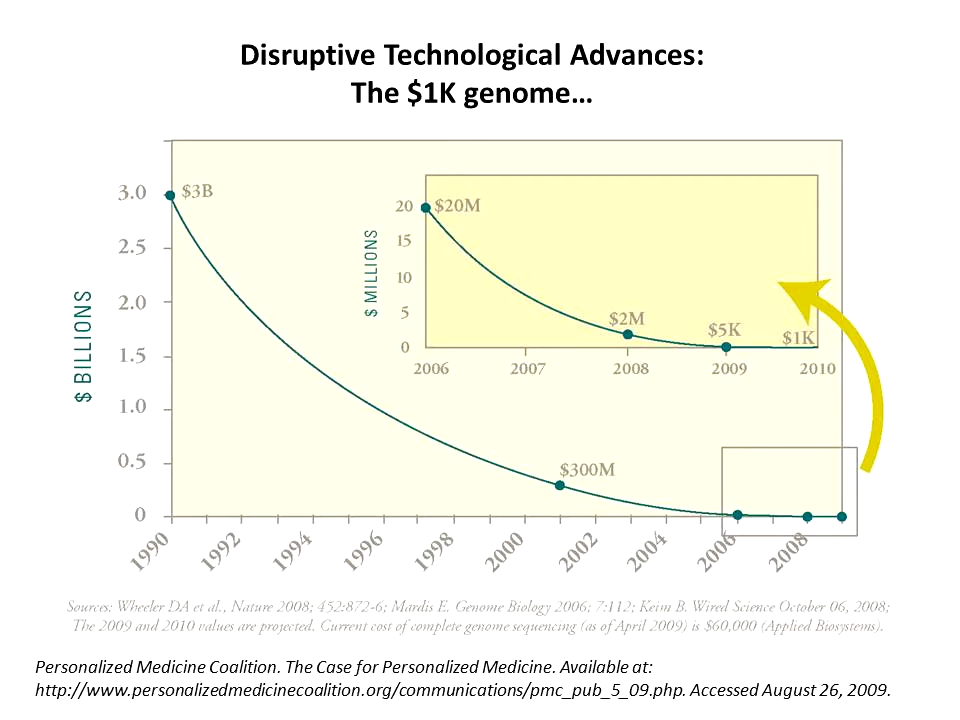 Disruptive Technological Advances:
The $1K genome…
$ BILLIONS
3.0
2.5
2.0
1.5
1.0
0.5
0
$3B
$300M
1990
1992
1994
1996
1998
2000
2002
2004
2006
2008
$ MILLIONS
20
15
10
5
0
$20M
$2M
$5K
$1K
2006
2007
2008
2009
2010
Sources: Wheeler DA et al., Nature 2008; 452:872-6; Mardis E. Genome Biology 2006; 7:112; Keim B. Wired Science October 06, 2008;
The 2009 and 2010 values are projected. Current cost of complete genome sequencing (as of April 2009) is $60,000 (Applied Biosystems).
Personalized Medicine Coalition. The Case for Personalized Medicine. Available at:
http://www.personalizedmedicinecoalition.org/communications/pmc_pub_5_09.php. Accessed August 26, 2009.